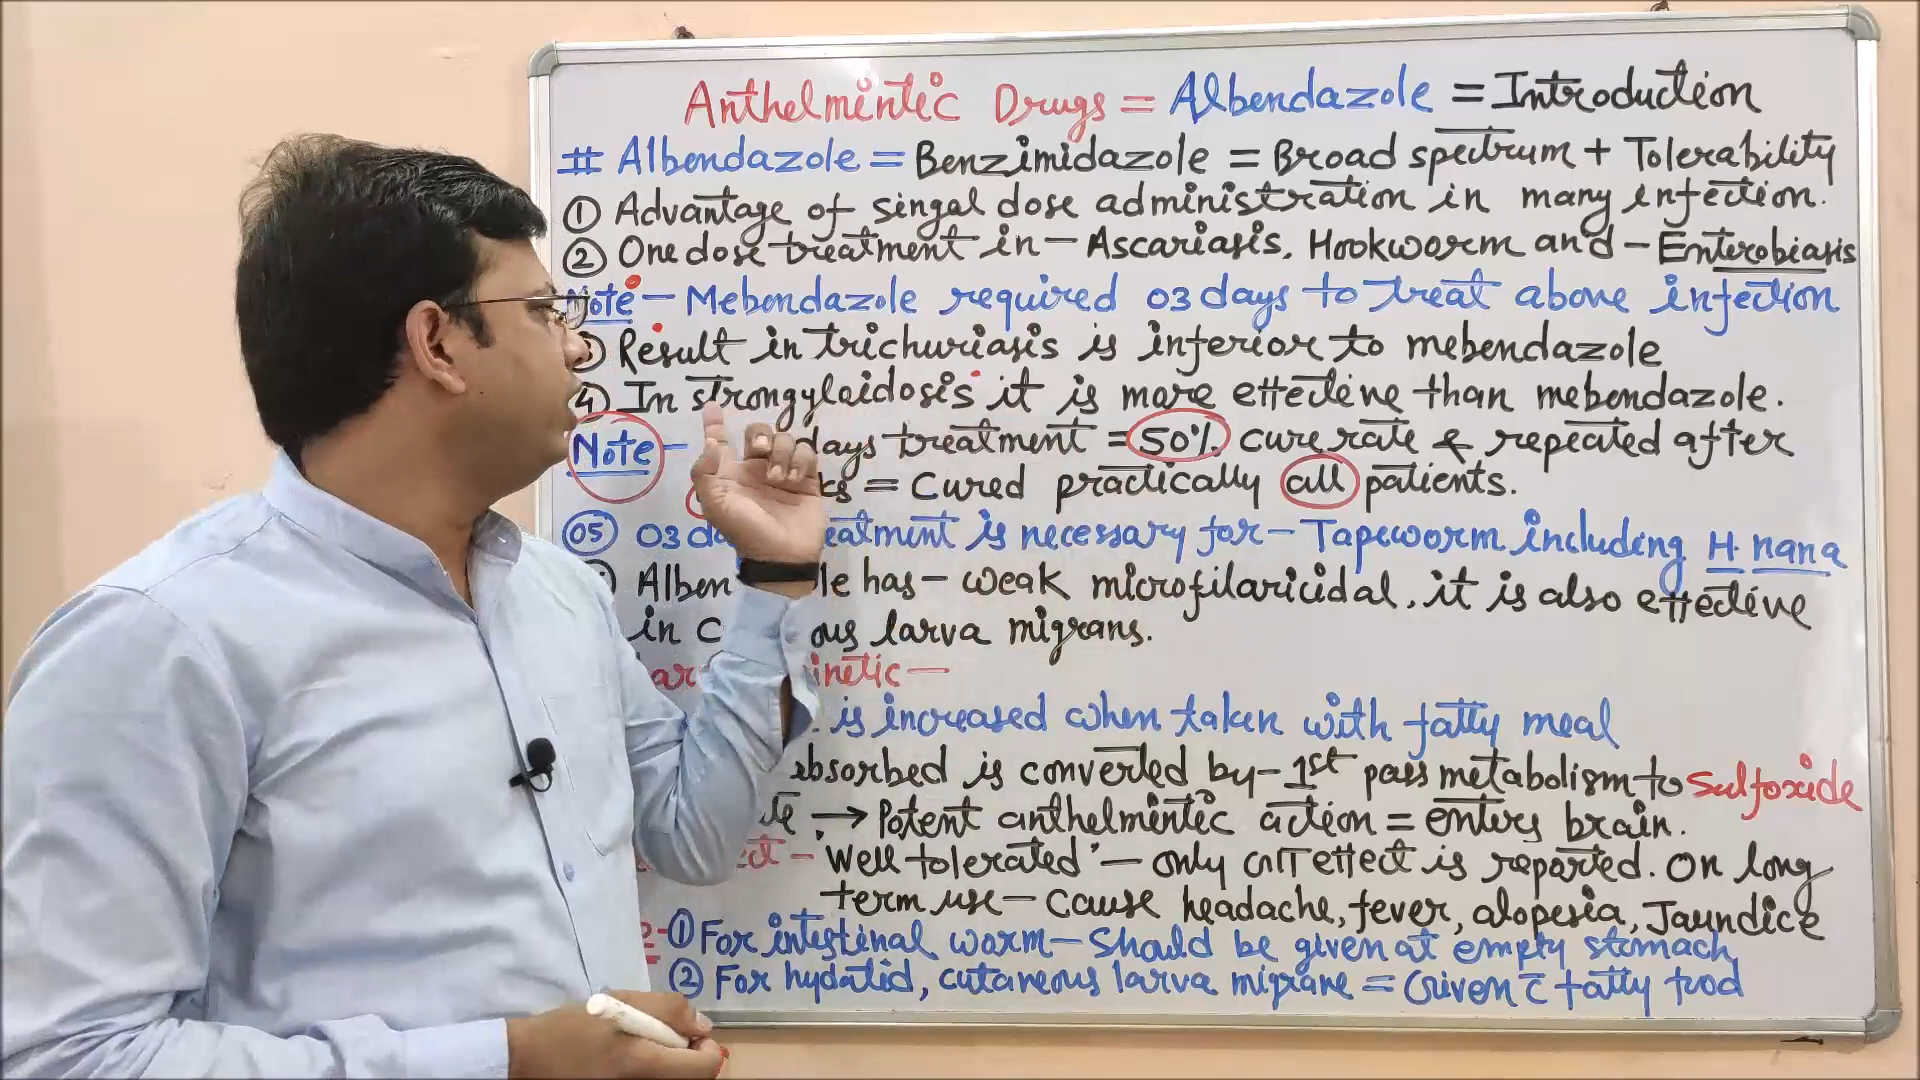 Anthelmintic Drugs = Albendazole = Introduction
# Albendazole = Benzimidazole = Broad spectrum + Tolerability
① Advantage of singal dose administration in many infection.
② One dose treatment in - Ascariasis, Hookworm and - Enterobiasis
Note - Mebendazole required 03 days to treat above infection
Result in trichuriasis is inferior to mebendazole
④ In strongyloidosis it is more effective than mebendazole.
Note - days treatment = 50% cure rate & repeated after
= Cured practically all patients.
05 03 treatment is necessary for - Tapeworm including H. nana
has - weak microfilaricidal, it is also effective
in larva migrans.
is increased when taken with fatty meal
absorbed is converted by - 1st pass metabolism to Sulfoxide
→ Potent anthelmintic action = enters brain.
- Well tolerated - only GIT effect is reported. On long
term use - cause headache, fever, alopesia, Jaundice
① For intestinal worm - Should be given at empty stomach
② For hydatid, cutaneous larva migrane = Given c̄ fatty food